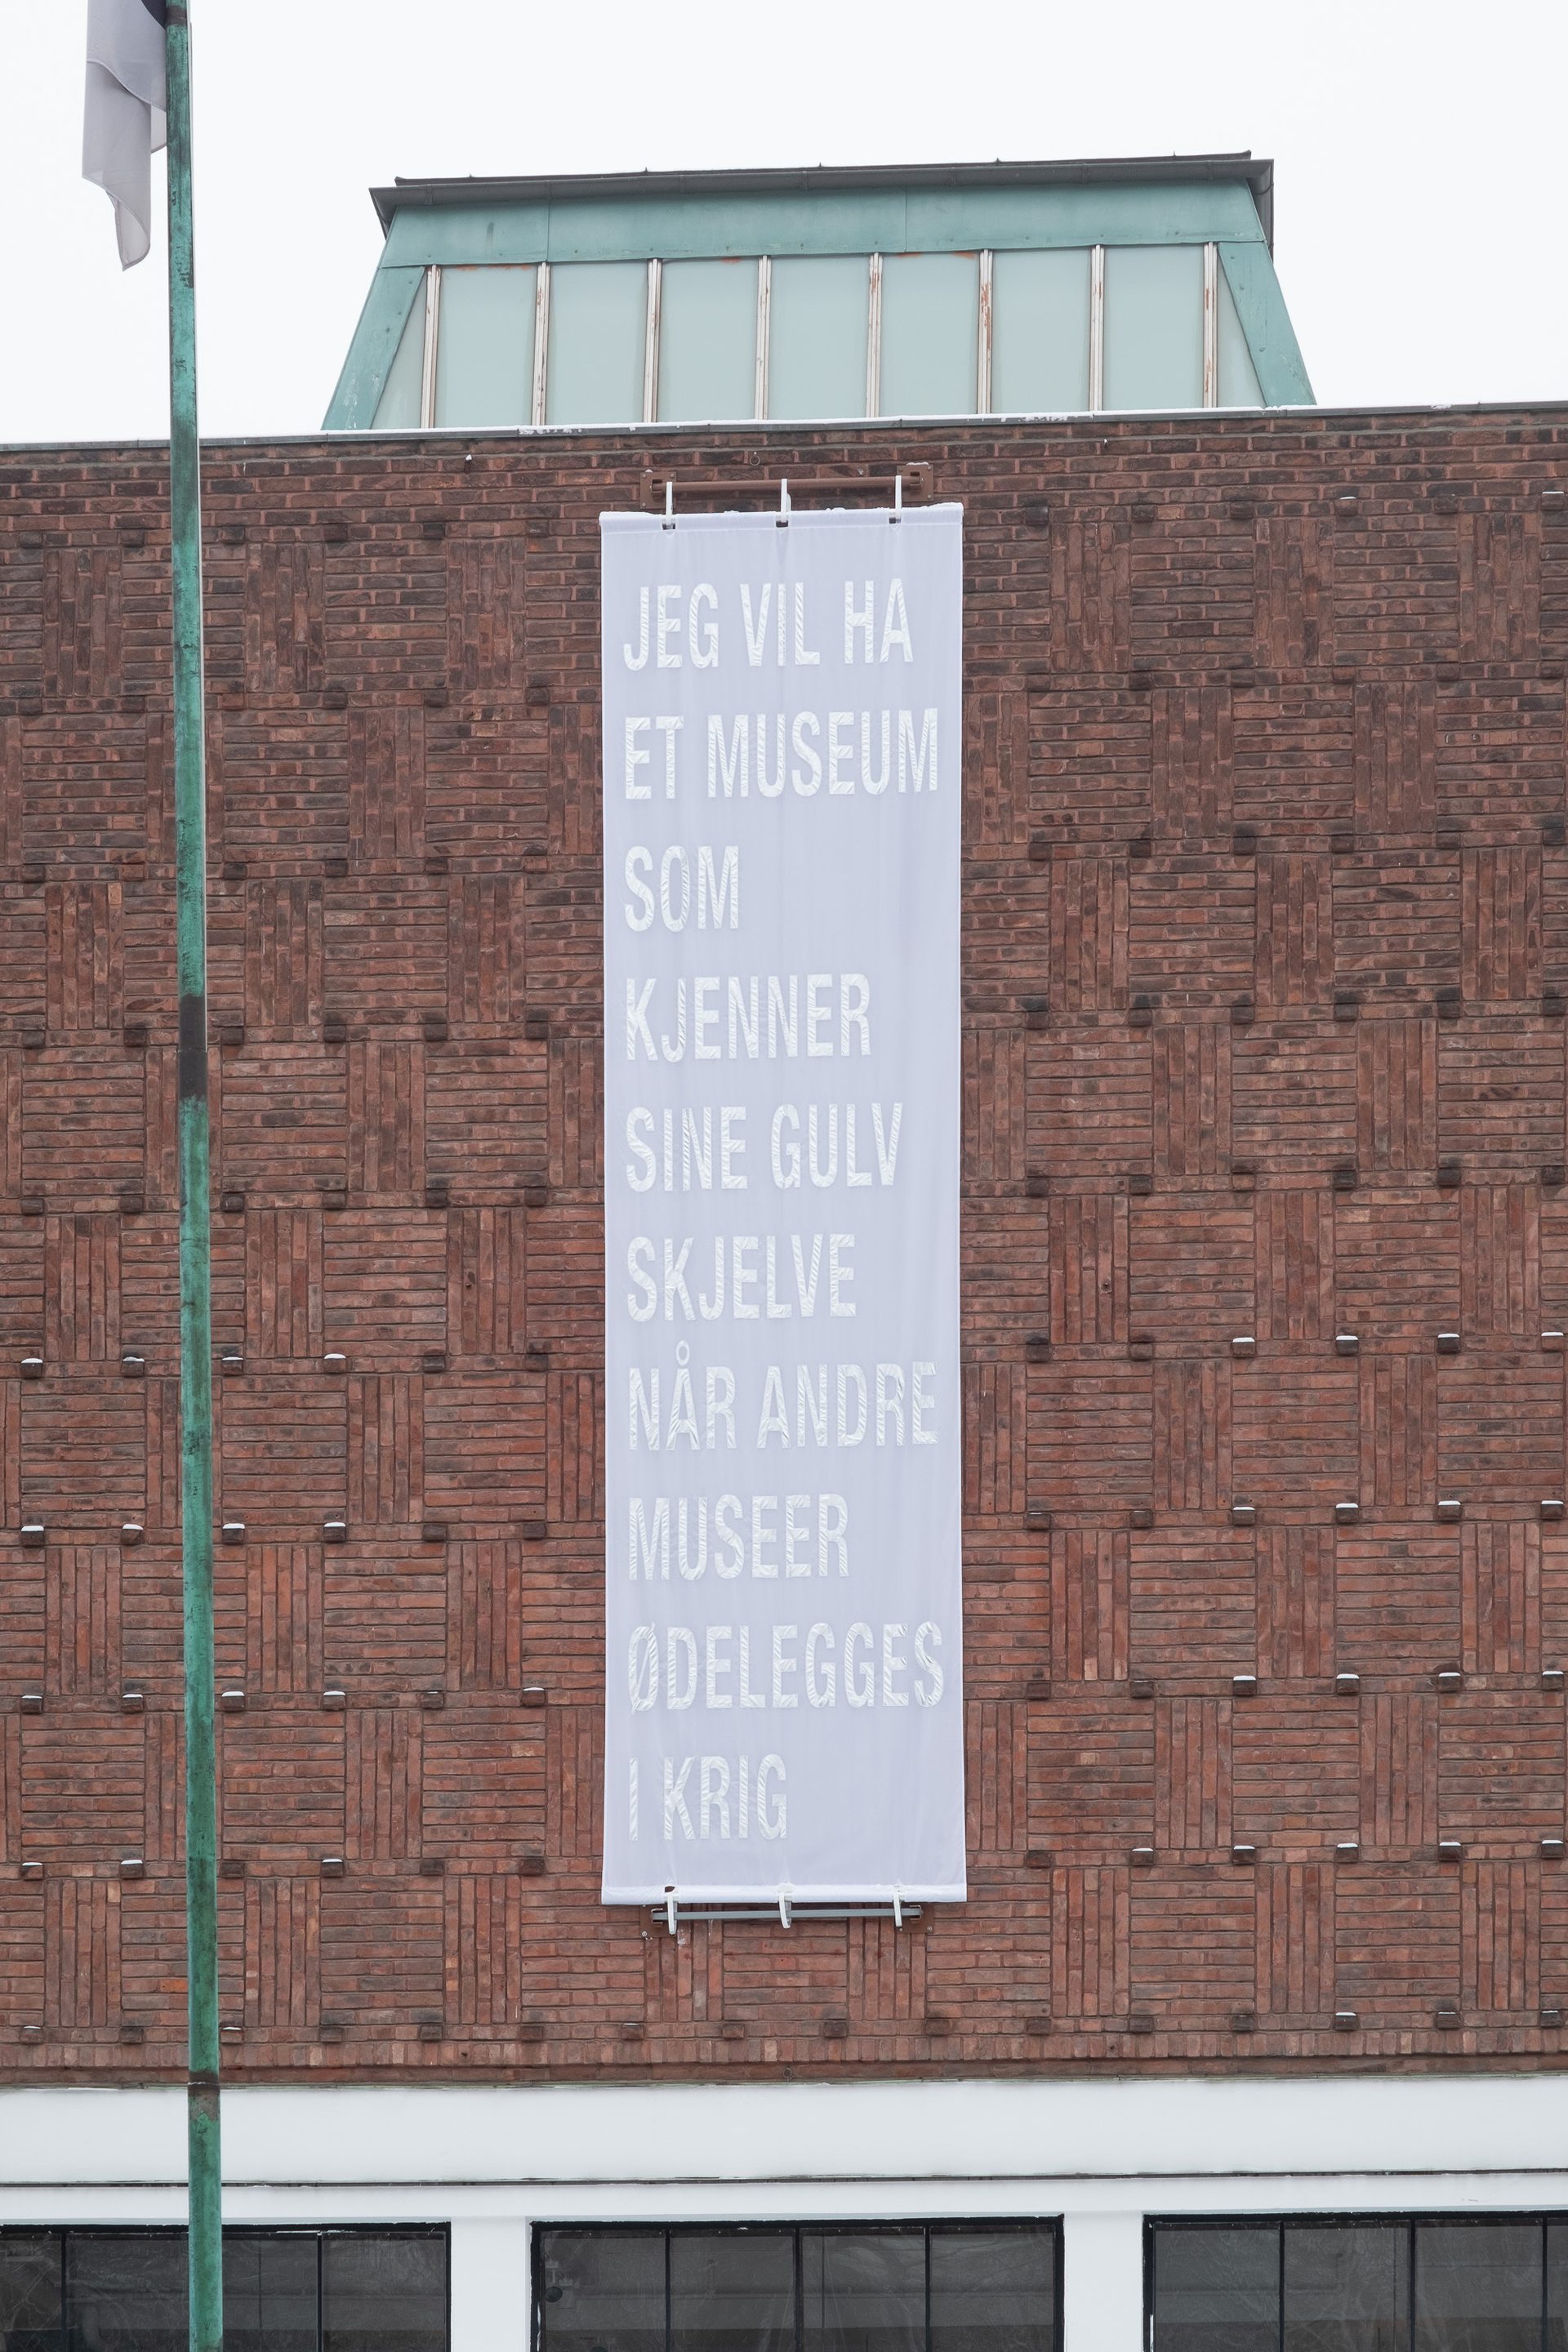 JEG VIL HA
ET MUSEUM
SOM
KJENNER
SINE GULV
SKJELVE
NÅR ANDRE
MUSEER
ØDELEGGES
I KRIG